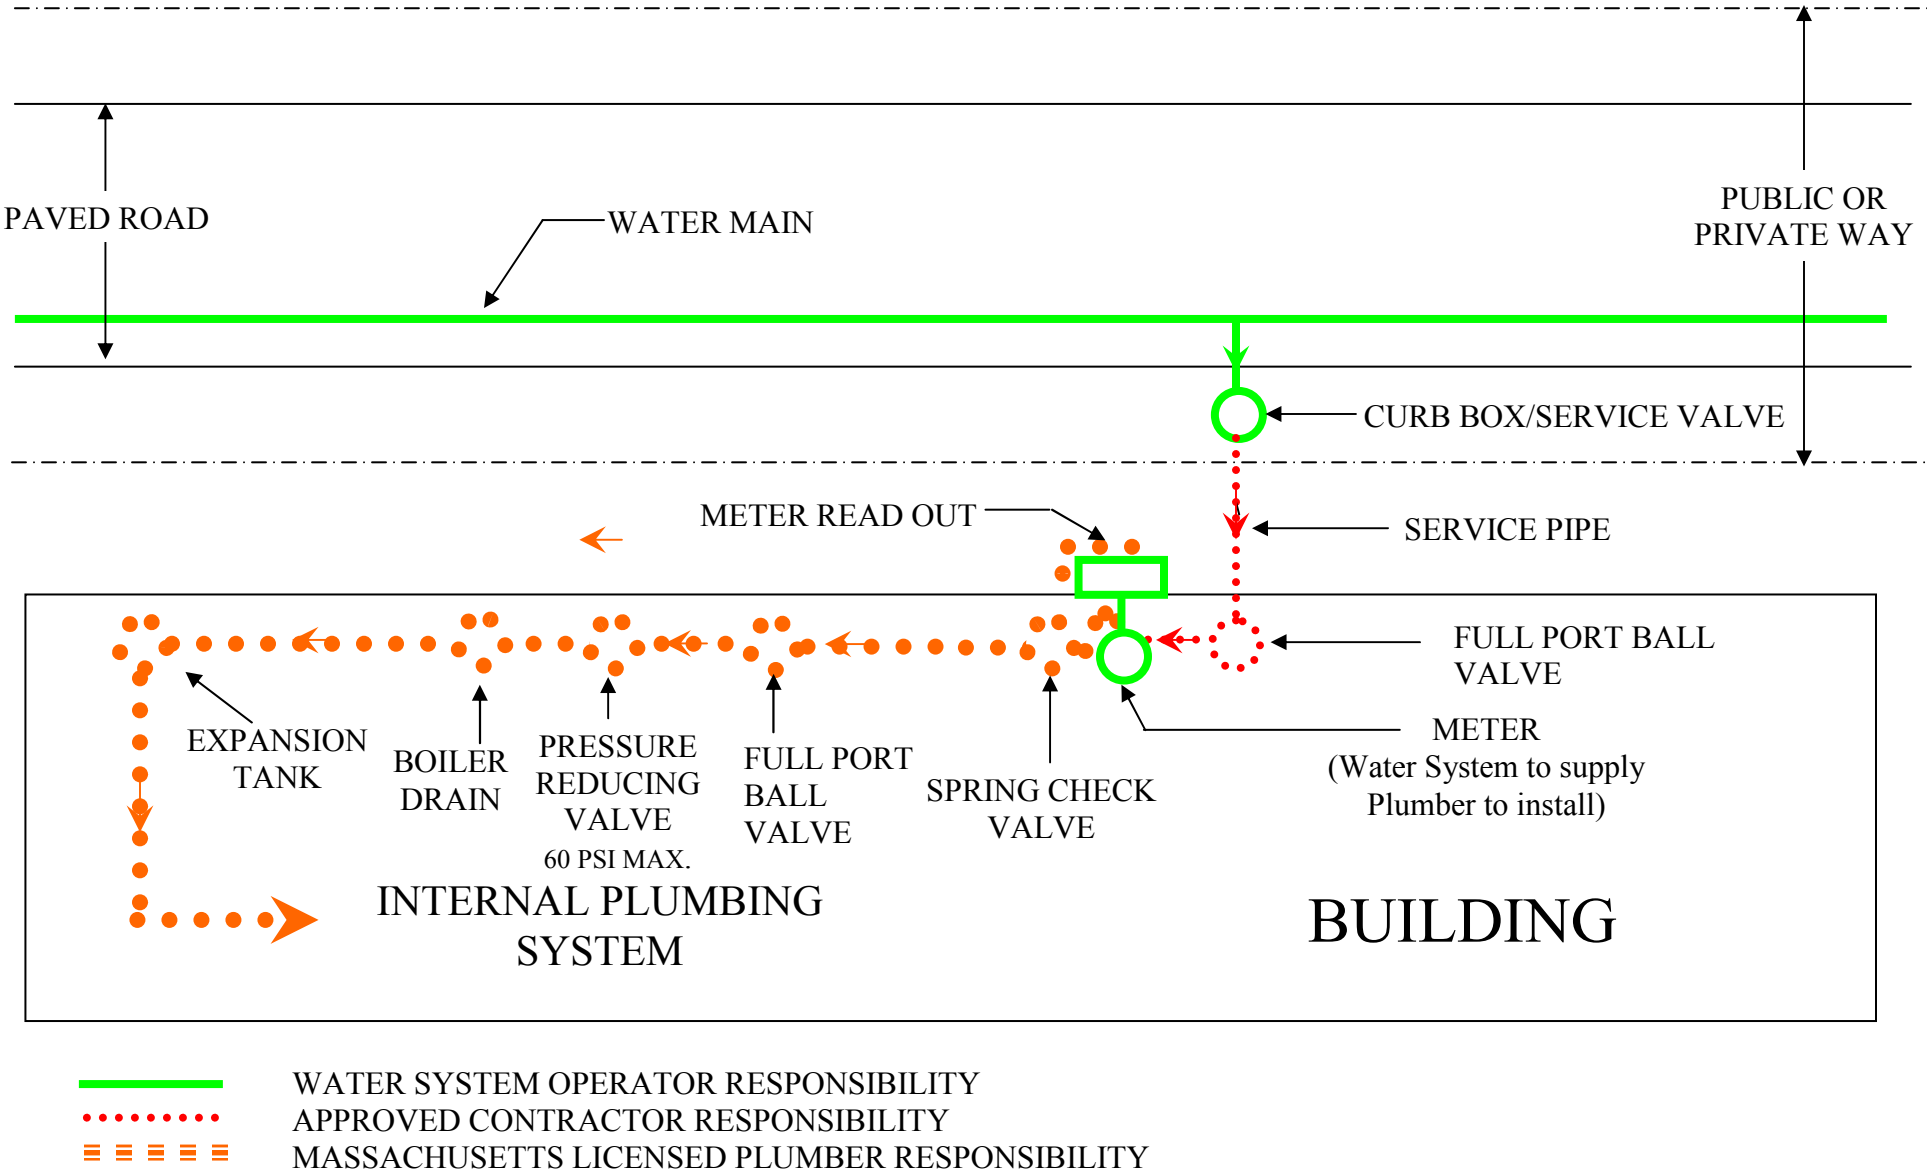 PAVED ROAD
WATER MAIN
PUBLIC OR
PRIVATE WAY
CURB BOX/SERVICE VALVE
METER READ OUT
SERVICE PIPE
FULL PORT BALL
VALVE
EXPANSION
TANK
BOILER
DRAIN
PRESSURE
REDUCING
VALVE
60 PSI MAX.
FULL PORT
BALL
VALVE
SPRING CHECK
VALVE
METER
(Water System to supply
Plumber to install)
INTERNAL PLUMBING
SYSTEM
BUILDING
WATER SYSTEM OPERATOR RESPONSIBILITY
APPROVED CONTRACTOR RESPONSIBILITY
MASSACHUSETTS LICENSED PLUMBER RESPONSIBILITY